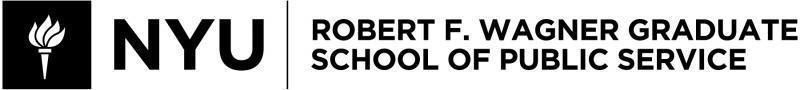 NYU
ROBERT F. WAGNER GRADUATE
SCHOOL OF PUBLIC SERVICE